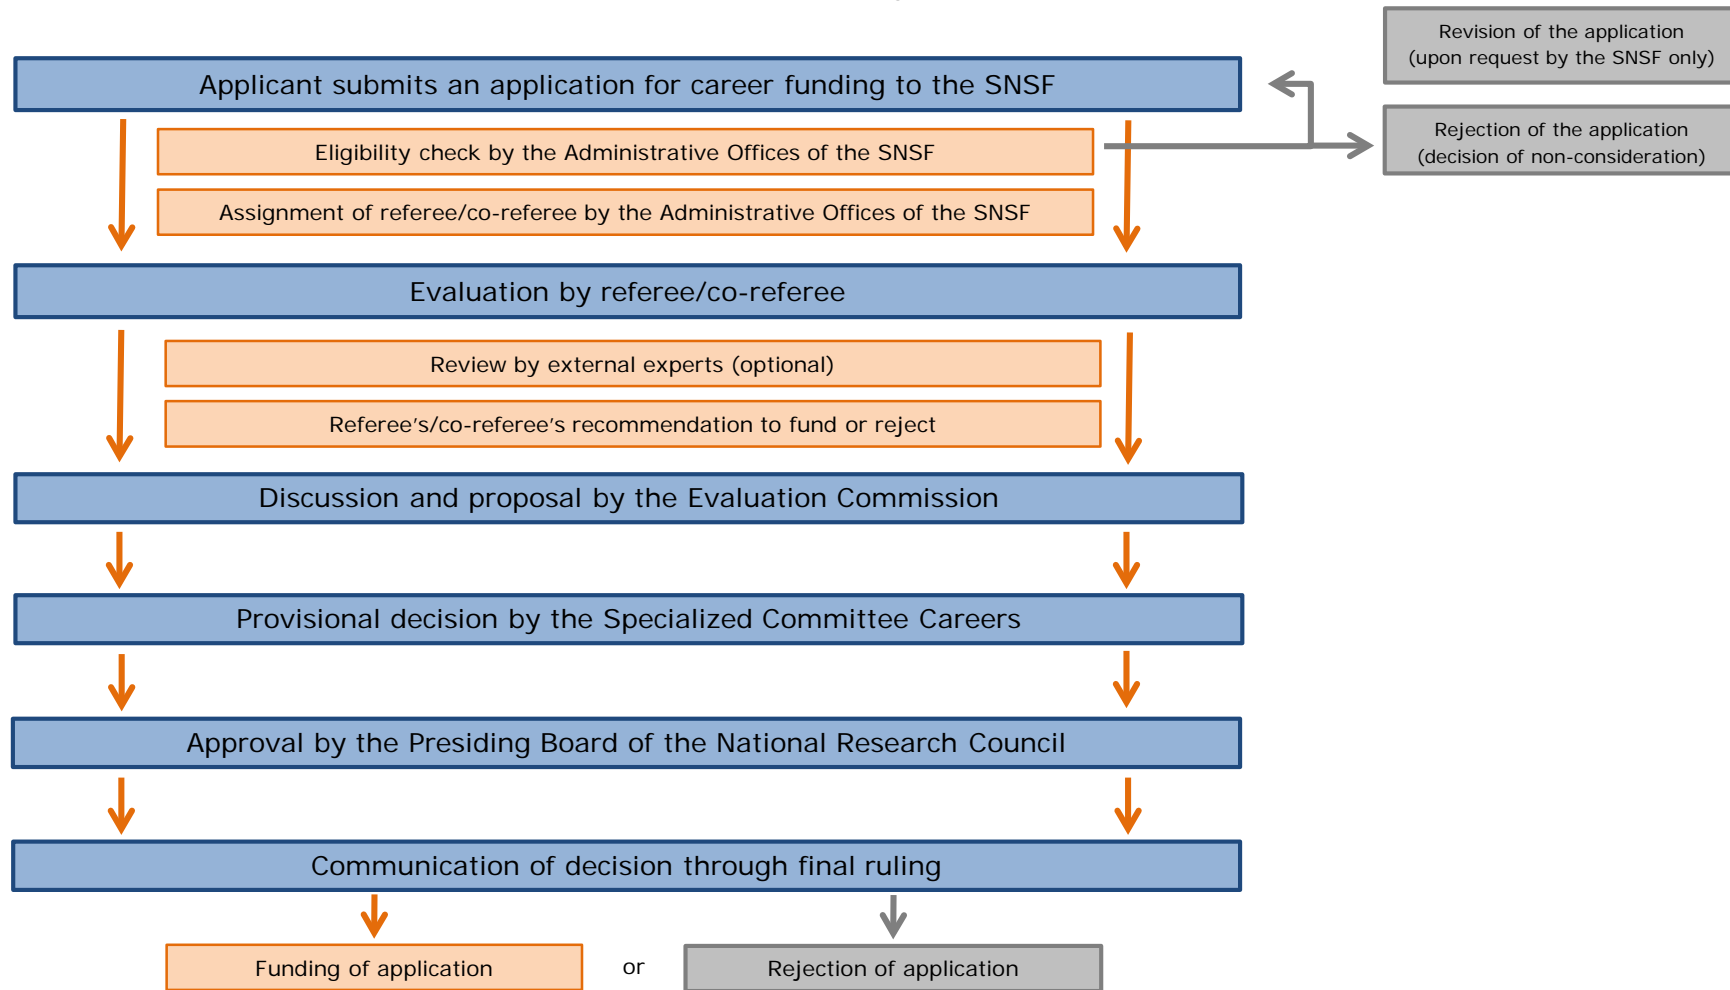 Revision of the application
(upon request by the SNSF only)
Applicant submits an application for career funding to the SNSF
Rejection of the application
(decision of non-consideration)
Eligibility check by the Administrative Offices of the SNSF
Assignment of referee/co-referee by the Administrative Offices of the SNSF
Evaluation by referee/co-referee
Review by external experts (optional)
Referee's/co-referee's recommendation to fund or reject
Discussion and proposal by the Evaluation Commission
Provisional decision by the Specialized Committee Careers
Approval by the Presiding Board of the National Research Council
Communication of decision through final ruling
Funding of application
or
Rejection of application